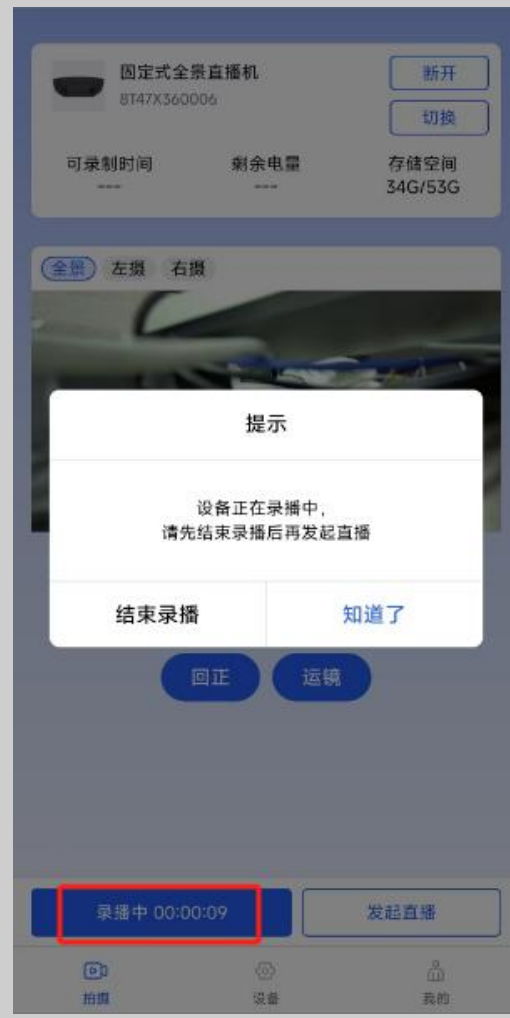 固定式全景直播机
8T47X360006
断开
切换
可录制时间
剩余电量
存储空间
---
---
34G/53G
全景
左摄
右摄
提示
设备正在录播中，
请先结束录播后再发起直播
结束录播
知道了
回正
运镜
录播中 00:00:09
发起直播
拍摄
设备
我的